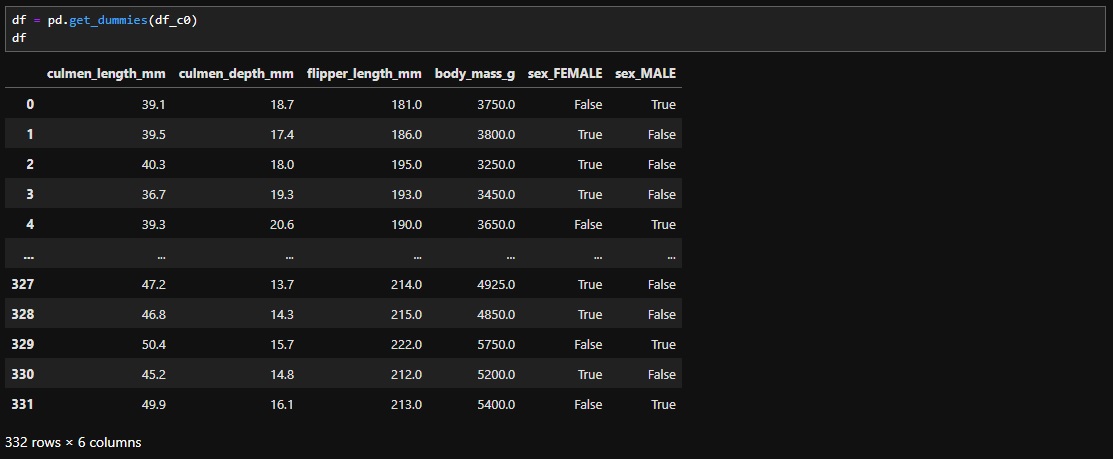 df = pd.get_dummies(df_c0)
df
culmen_length_mm culmen_depth_mm flipper_length_mm body_mass_g sex_FEMALE sex_MALE
0 39.1 18.7 181.0 3750.0 False True
1 39.5 17.4 186.0 3800.0 True False
2 40.3 18.0 195.0 3250.0 True False
3 36.7 19.3 193.0 3450.0 True False
4 39.3 20.6 190.0 3650.0 False True
... ... ... ... ... ... ...
327 47.2 13.7 214.0 4925.0 True False
328 46.8 14.3 215.0 4850.0 True False
329 50.4 15.7 222.0 5750.0 False True
330 45.2 14.8 212.0 5200.0 True False
331 49.9 16.1 213.0 5400.0 False True
332 rows × 6 columns